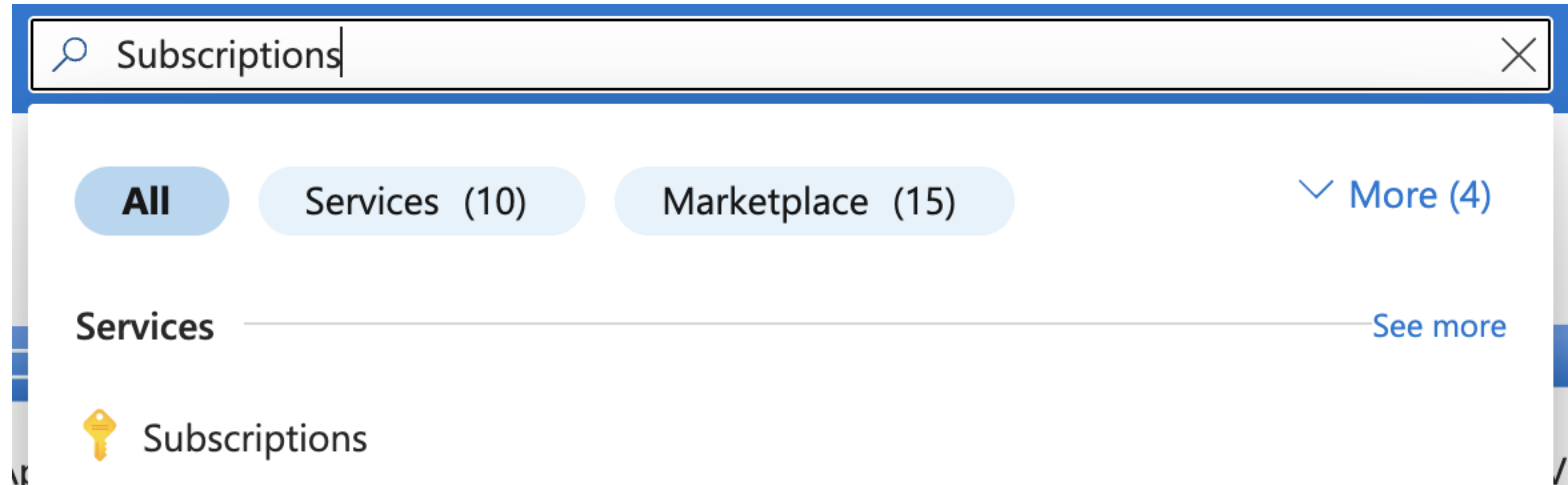 Subscriptions
All Services (10) Marketplace (15) More (4)
Services See more
Subscriptions